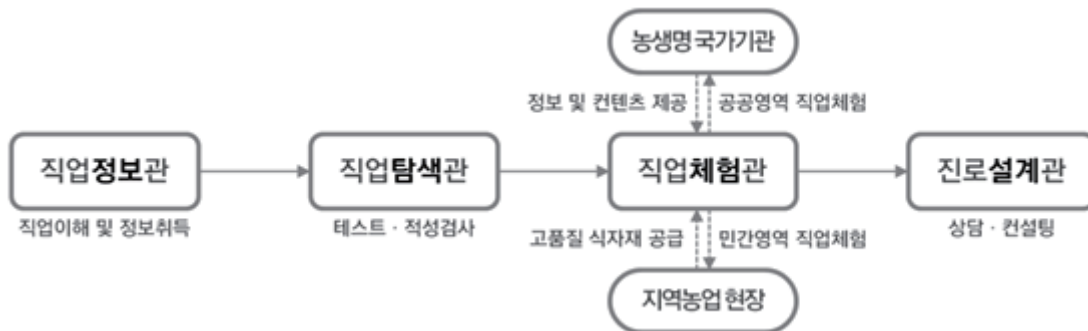 농생명 국가기관
정보 및 컨텐츠 제공
공공영역 직업체험
직업정보관
직업탐색관
직업체험관
진로설계관
직업이해 및 정보취득
테스트 · 적성검사
고품질 식자재 공급
민간영역 직업체험
상담 · 컨설팅
지역농업 현장